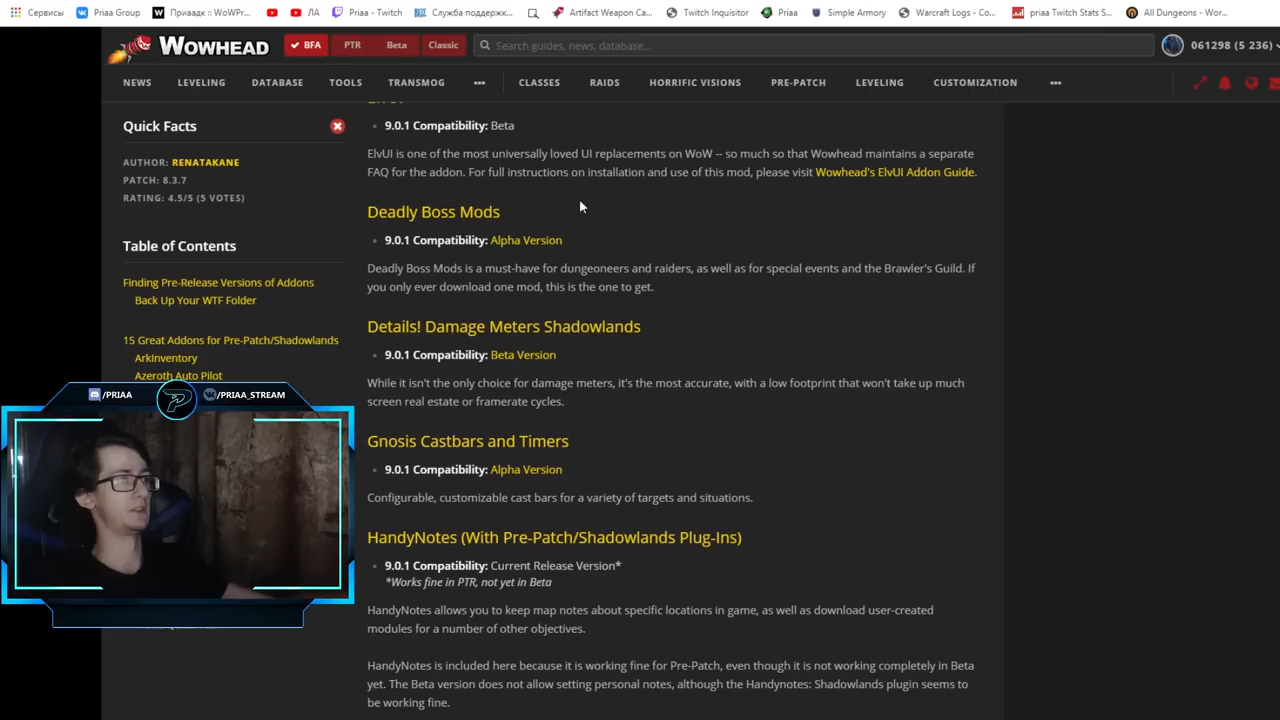 Сервисы Priaa Group Приаадк :: WoWPr... ЛА Priaa - Twitch Служба поддержк... Artifact Weapon Ca... Twitch Inquisitor Priaa Simple Armory Warcraft Logs - Co... priaa Twitch Stats S... All Dungeons - Wor...
WOWHEAD BFA PTR Beta Classic Search guides, news, database... 061298 (5 236)
NEWS LEVELING DATABASE TOOLS TRANSMOG ••• CLASSES RAIDS HORRIFIC VISIONS PRE-PATCH LEVELING CUSTOMIZATION •••
Quick Facts
AUTHOR: RENATAKANE
PATCH: 8.3.7
RATING: 4.5/5 (5 VOTES)
Table of Contents
Finding Pre-Release Versions of Addons
Back Up Your WTF Folder
15 Great Addons for Pre-Patch/Shadowlands
ArkInventory
Azeroth Auto Pilot
/PRIAA /PRIAA_STREAM
• 9.0.1 Compatibility: Beta
ElvUI is one of the most universally loved UI replacements on WoW -- so much so that Wowhead maintains a separate
FAQ for the addon. For full instructions on installation and use of this mod, please visit Wowhead's ElvUI Addon Guide.
Deadly Boss Mods
• 9.0.1 Compatibility: Alpha Version
Deadly Boss Mods is a must-have for dungeoneers and raiders, as well as for special events and the Brawler's Guild. If
you only ever download one mod, this is the one to get.
Details! Damage Meters Shadowlands
• 9.0.1 Compatibility: Beta Version
While it isn't the only choice for damage meters, it's the most accurate, with a low footprint that won't take up much
screen real estate or framerate cycles.
Gnosis Castbars and Timers
• 9.0.1 Compatibility: Alpha Version
Configurable, customizable cast bars for a variety of targets and situations.
HandyNotes (With Pre-Patch/Shadowlands Plug-Ins)
• 9.0.1 Compatibility: Current Release Version*
*Works fine in PTR, not yet in Beta
HandyNotes allows you to keep map notes about specific locations in game, as well as download user-created
modules for a number of other objectives.
HandyNotes is included here because it is working fine for Pre-Patch, even though it is not working completely in Beta
yet. The Beta version does not allow setting personal notes, although the Handynotes: Shadowlands plugin seems to
be working fine.